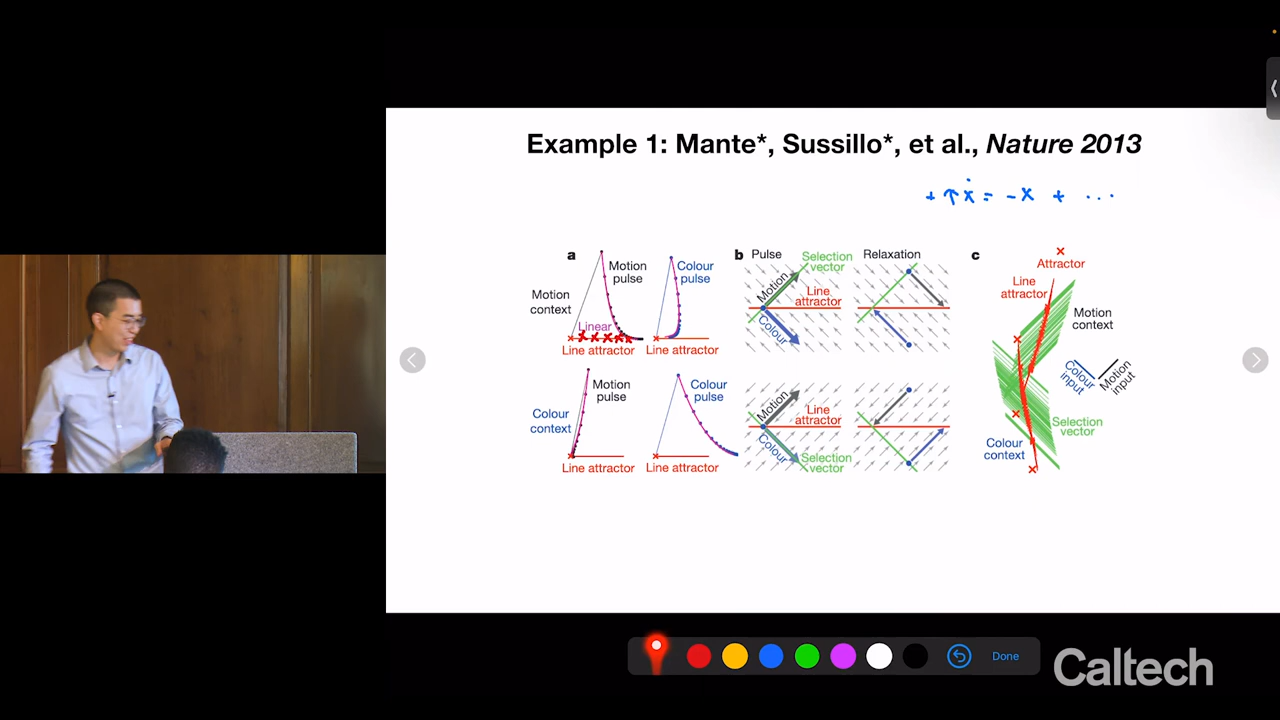 Example 1: Mante*, Sussillo*, et al., Nature 2013
τẋ = -x + ...
a
Motion
pulse
Colour
pulse
Motion
context
Linear
Line attractor
Line attractor
Motion
pulse
Colour
pulse
Colour
context
Line attractor
Line attractor
b
Pulse
Selection
vector
Relaxation
Motion
Line
attractor
Colour
Motion
Line
attractor
Colour
Selection
vector
c
Attractor
Line
attractor
Motion
context
Colour
input
Motion
input
Selection
vector
Colour
context
Done
Caltech